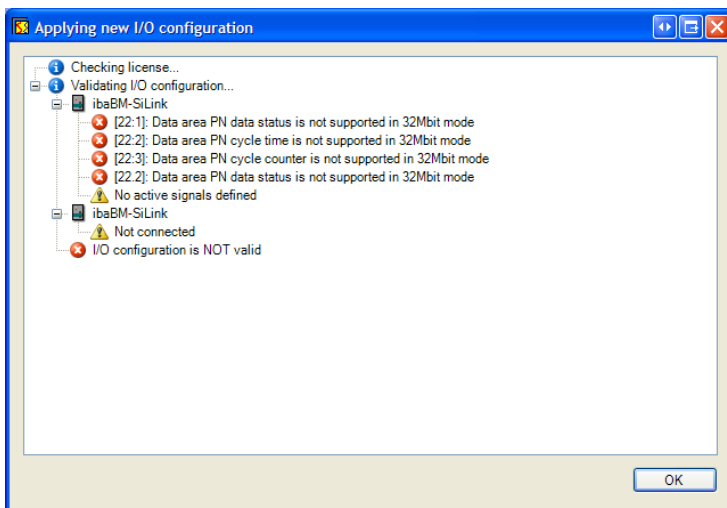 Applying new I/O configuration
Checking license...
Validating I/O configuration...
ibaBM-SiLink
[22:1]: Data area PN data status is not supported in 32Mbit mode
[22:2]: Data area PN cycle time is not supported in 32Mbit mode
[22:3]: Data area PN cycle counter is not supported in 32Mbit mode
[22.2]: Data area PN data status is not supported in 32Mbit mode
No active signals defined
ibaBM-SiLink
Not connected
I/O configuration is NOT valid
OK